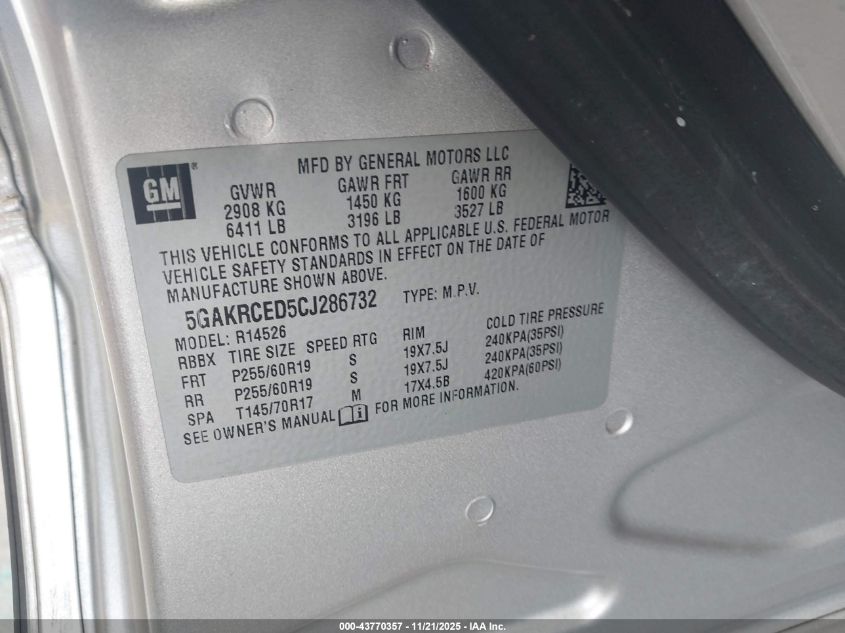 MFD BY GENERAL MOTORS LLC
GM ®
GVWR GAWR FRT GAWR RR
2908 KG 1450 KG 1600 KG
6411 LB 3196 LB 3527 LB
THIS VEHICLE CONFORMS TO ALL APPLICABLE U.S. FEDERAL MOTOR
VEHICLE SAFETY STANDARDS IN EFFECT ON THE DATE OF
MANUFACTURE SHOWN ABOVE.
5GAKRCED5CJ286732 TYPE: M.P.V.
MODEL: R14526
RBBX TIRE SIZE SPEED RTG RIM COLD TIRE PRESSURE
FRT P255/60R19 S 19X7.5J 240KPA(35PSI)
RR P255/60R19 S 19X7.5J 240KPA(35PSI)
SPA T145/70R17 M 17X4.5B 420KPA(60PSI)
SEE OWNER'S MANUAL FOR MORE INFORMATION.
000-43770357 - 11/21/2025 - IAA Inc.